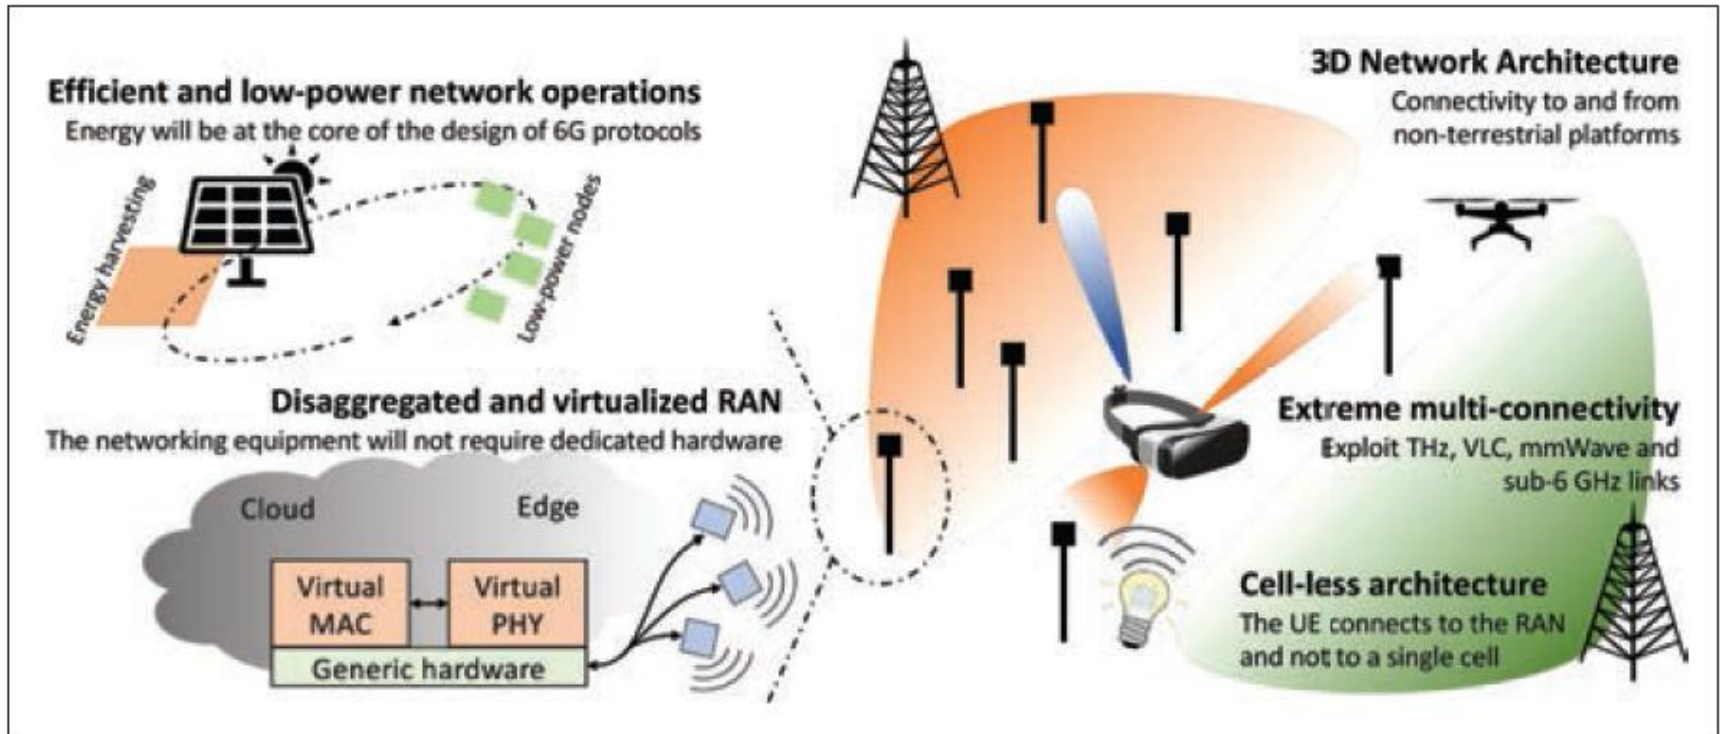 Efficient and low-power network operations
Energy will be at the core of the design of 6G protocols
Energy harvesting
Low-power nodes
Disaggregated and virtualized RAN
The networking equipment will not require dedicated hardware
Cloud
Edge
Virtual
MAC
Virtual
PHY
Generic hardware
3D Network Architecture
Connectivity to and from
non-terrestrial platforms
Extreme multi-connectivity
Exploit THz, VLC, mmWave and
sub-6 GHz links
Cell-less architecture
The UE connects to the RAN
and not to a single cell